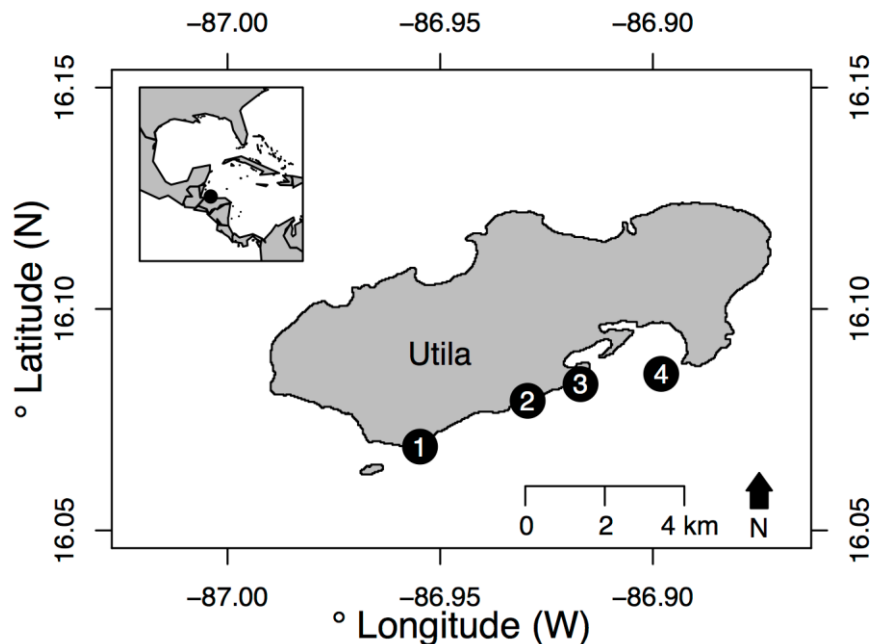 −87.00 −86.95 −86.90
16.15 16.15
° Latitude (N)
16.10 16.10
Utila
1 2 3 4
0 2 4 km
N
16.05 16.05
−87.00 −86.95 −86.90
° Longitude (W)